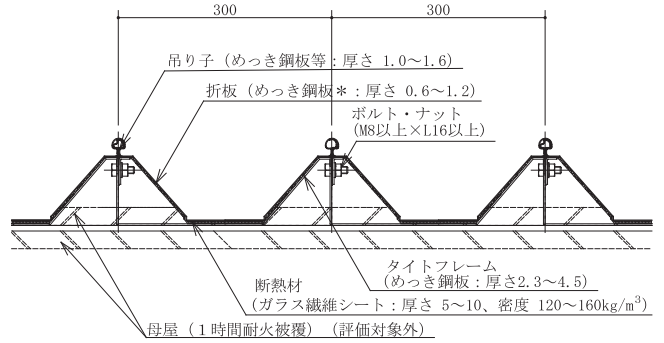 300 300
吊り子（めっき鋼板等：厚さ 1.0～1.6）
折板（めっき鋼板＊：厚さ 0.6～1.2）
ボルト・ナット
（M8以上×L16以上）
タイトフレーム
（めっき鋼板：厚さ2.3～4.5）
断熱材
（ガラス繊維シート：厚さ 5～10、密度 120～160kg/m³）
母屋（１時間耐火被覆）（評価対象外）